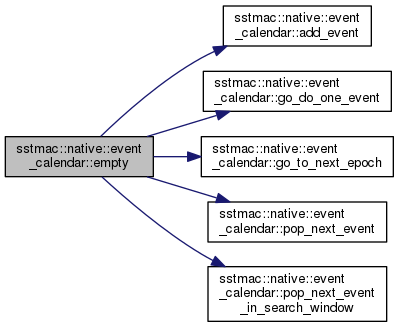 sstmac::native::event
_calendar::empty
sstmac::native::event
_calendar::add_event
sstmac::native::event
_calendar::go_do_one_event
sstmac::native::event
_calendar::go_to_next_epoch
sstmac::native::event
_calendar::pop_next_event
sstmac::native::event
_calendar::pop_next_event
_in_search_window